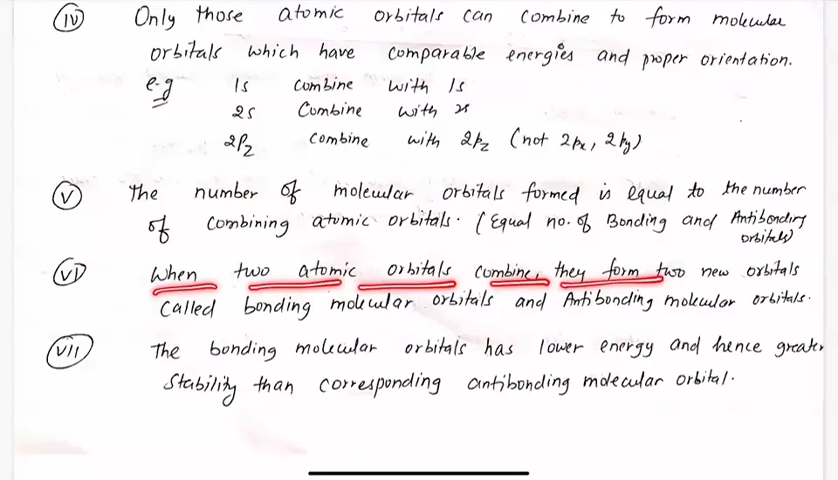 (iv) Only those atomic orbitals can combine to form molecular
orbitals which have comparable energies and proper orientation.
e.g 1s combine with 1s
2s Combine with 2s
2Pz combine with 2pz (not 2px, 2py)
(v) The number of molecular orbitals formed is equal to the number
of combining atomic orbitals. (Equal no. of Bonding and Antibonding
orbitals)
(vi) When two atomic orbitals combine, they form two new orbitals
Called bonding molecular orbitals and Antibonding molecular orbitals.
(vii) The bonding molecular orbitals has lower energy and hence greater
stability than corresponding antibonding molecular orbital.